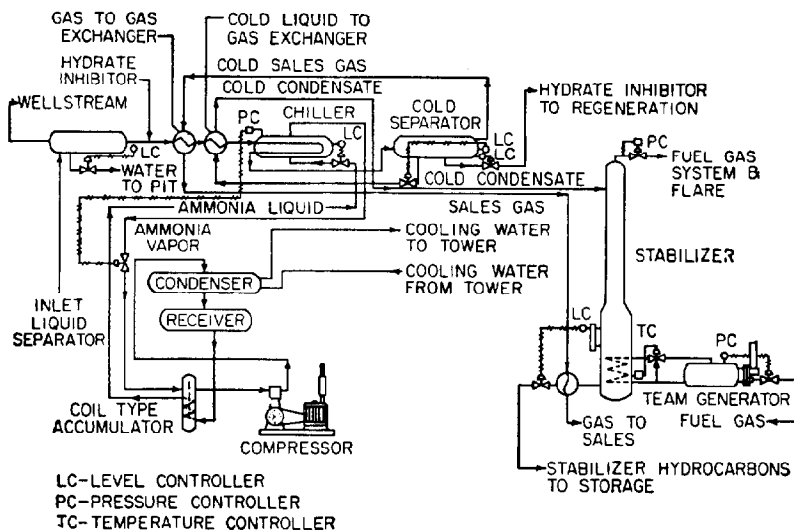 GAS TO GAS
EXCHANGER
COLD LIQUID TO
GAS EXCHANGER
HYDRATE
INHIBITOR
WELLSTREAM
COLD SALES GAS
COLD CONDENSATE
PC
CHILLER
LC
COLD
SEPARATOR
LC
LC
HYDRATE INHIBITOR
TO REGENERATION
PC
FUEL GAS
SYSTEM &
FLARE
LC
WATER
TO PIT
COLD CONDENSATE
AMMONIA LIQUID
SALES GAS
AMMONIA
VAPOR
COOLING WATER
TO TOWER
STABILIZER
CONDENSER
COOLING WATER
FROM TOWER
RECEIVER
INLET
LIQUID
SEPARATOR
LC
TC
PC
COIL TYPE
ACCUMULATOR
COMPRESSOR
TEAM GENERATOR
FUEL GAS
GAS TO
SALES
STABILIZER HYDROCARBONS
TO STORAGE
LC-LEVEL CONTROLLER
PC-PRESSURE CONTROLLER
TC-TEMPERATURE CONTROLLER